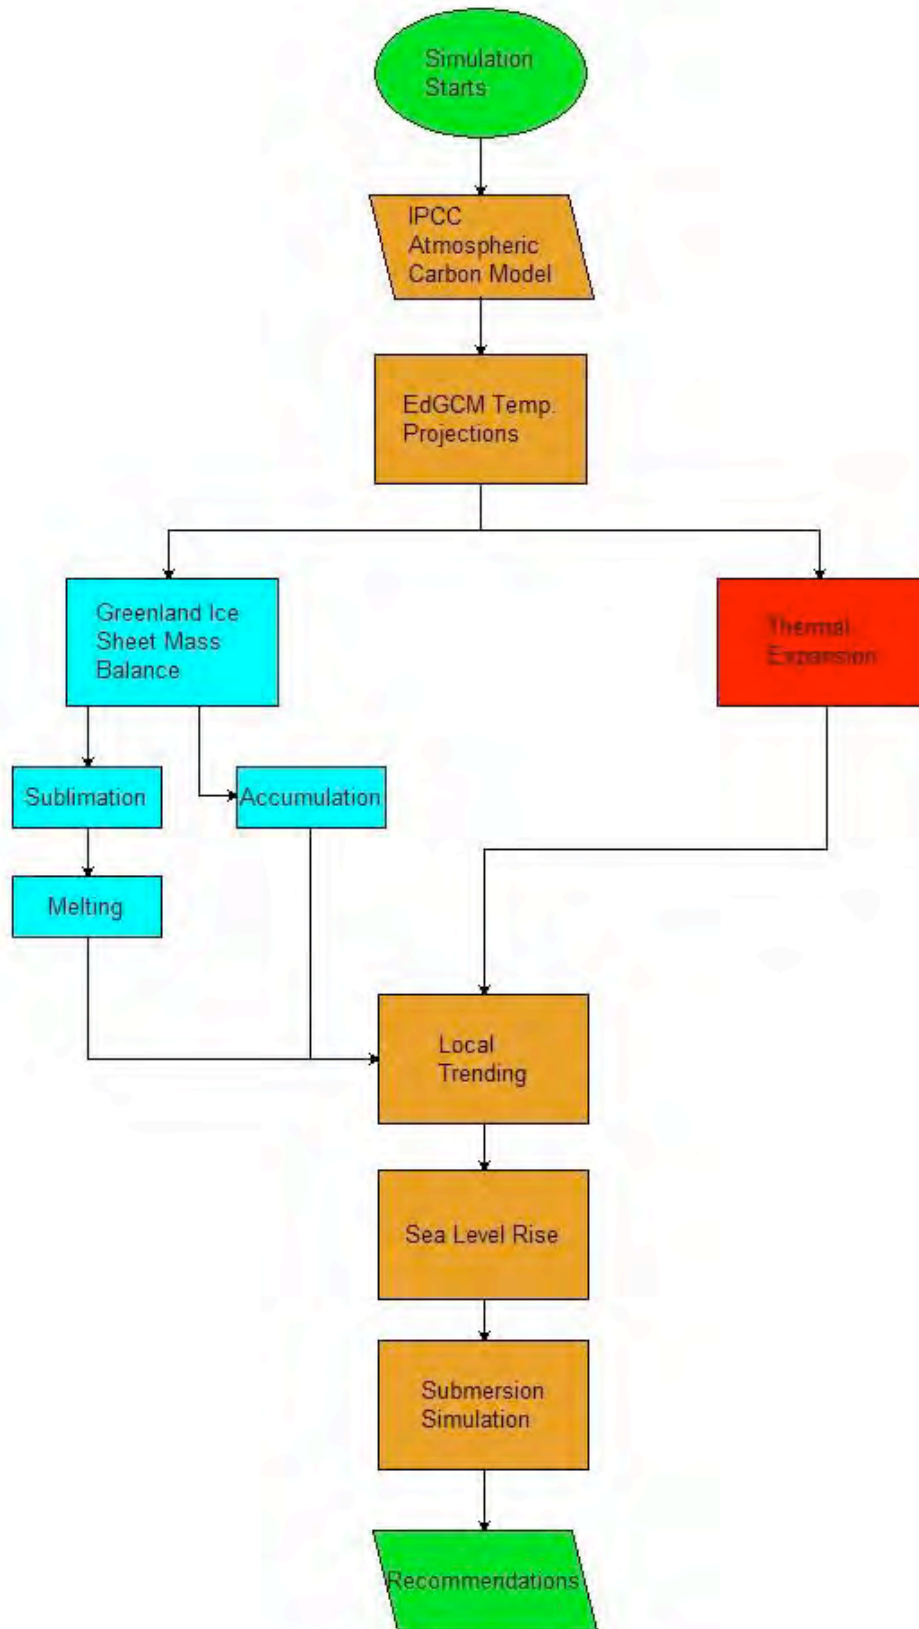 Simulation
Starts
IPCC
Atmospheric
Carbon Model
EdGCM Temp.
Projections
Greenland Ice
Sheet Mass
Balance
Thermal
Expansion
Sublimation
Accumulation
Melting
Local
Trending
Sea Level Rise
Submersion
Simulation
Recommendations